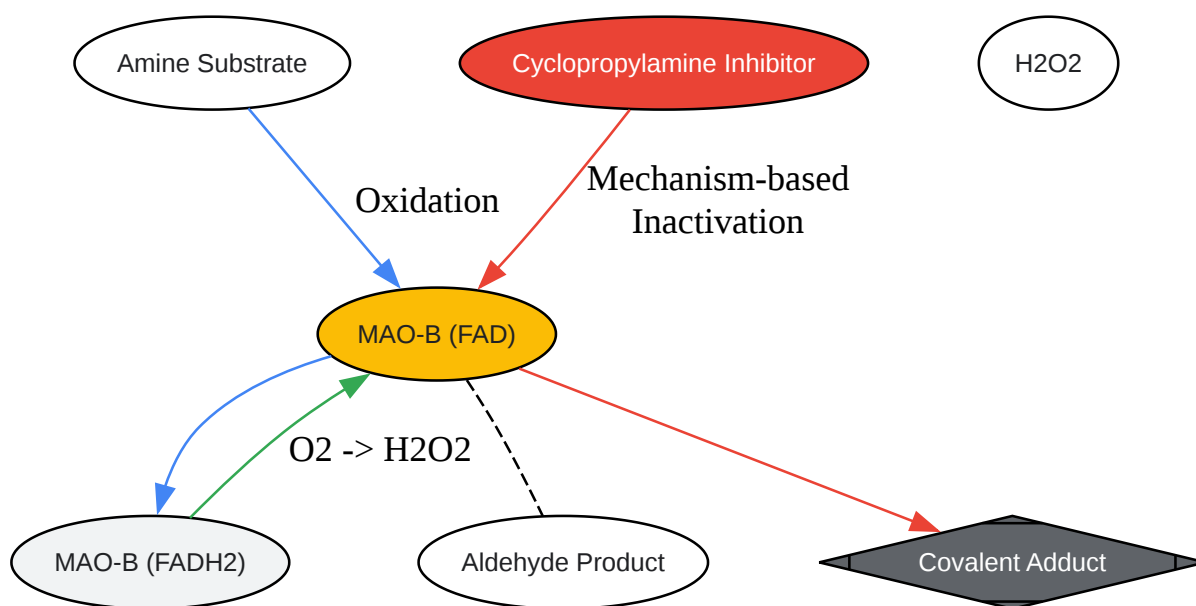 Amine Substrate
Cyclopropylamine Inhibitor
H2O2
Oxidation
Mechanism-based
Inactivation
MAO-B (FAD)
O2 -> H2O2
MAO-B (FADH2)
Aldehyde Product
Covalent Adduct